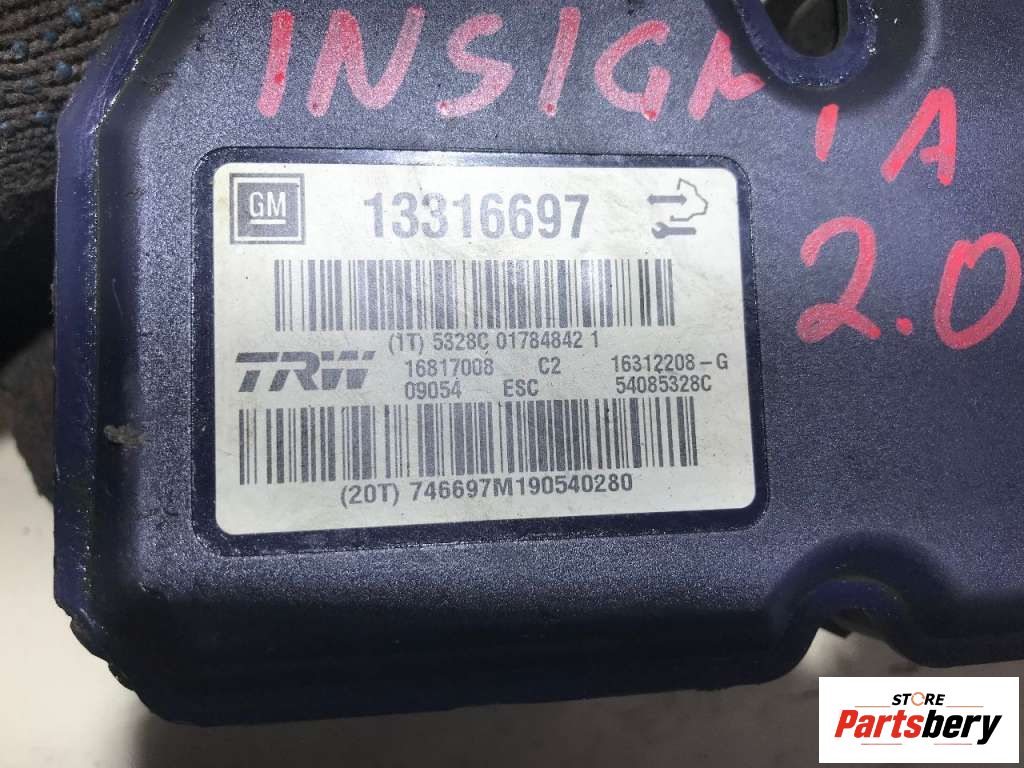 INSIGNIA
2.0
GM 13316697
(1T) 5328C 01784842 1
TRW 16817008 C2 16312208-G
09054 ESC 54085328C
(20T) 746697M190540280
STORE
Partsbery